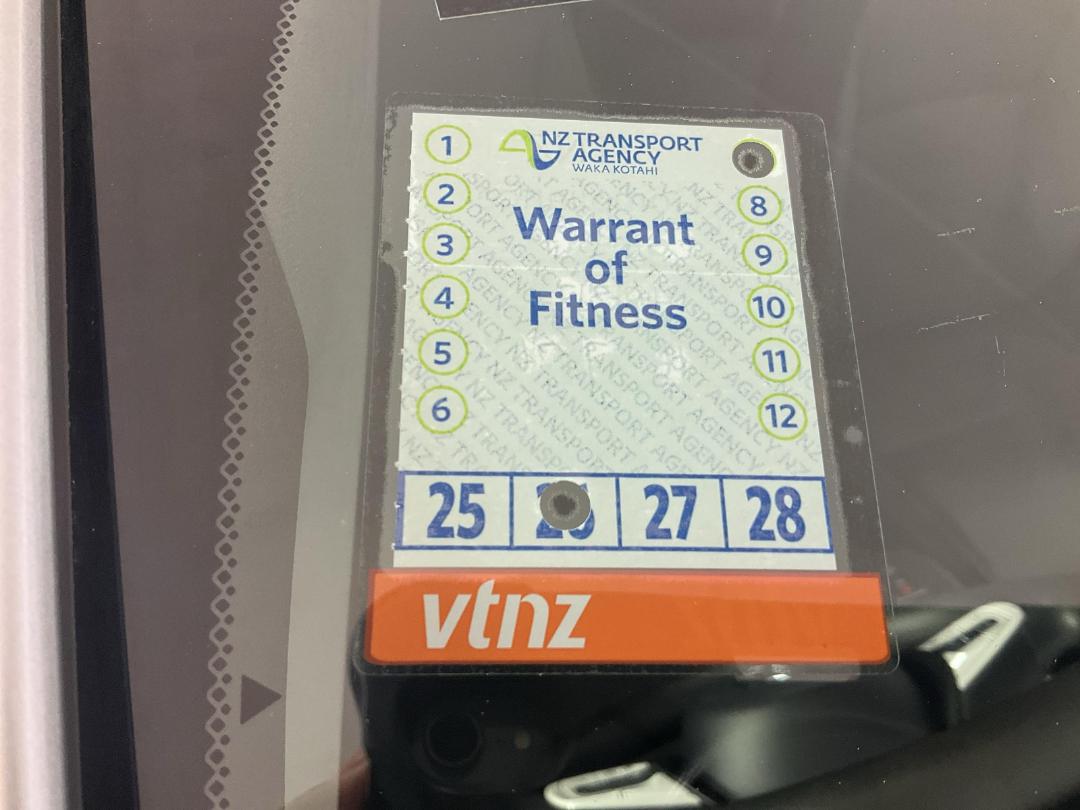 NZ TRANSPORT
AGENCY
WAKA KOTAHI
Warrant
of
Fitness
1
2
3
4
5
6
8
9
10
11
12
25 27 28
vtnz